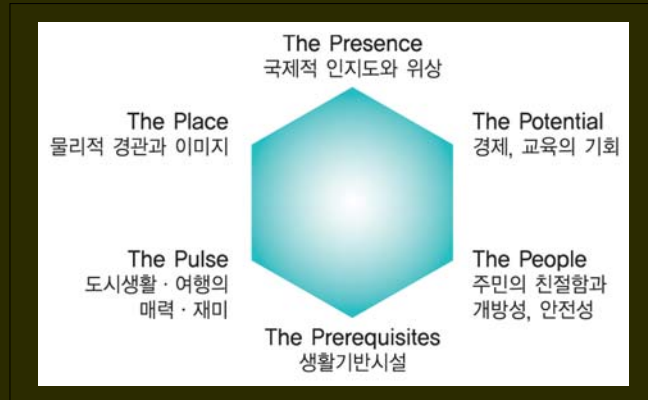 The Presence
국제적 인지도와 위상
The Place
물리적 경관과 이미지
The Potential
경제, 교육의 기회
The Pulse
도시생활 · 여행의
매력 · 재미
The People
주민의 친절함과
개방성, 안전성
The Prerequisites
생활기반시설